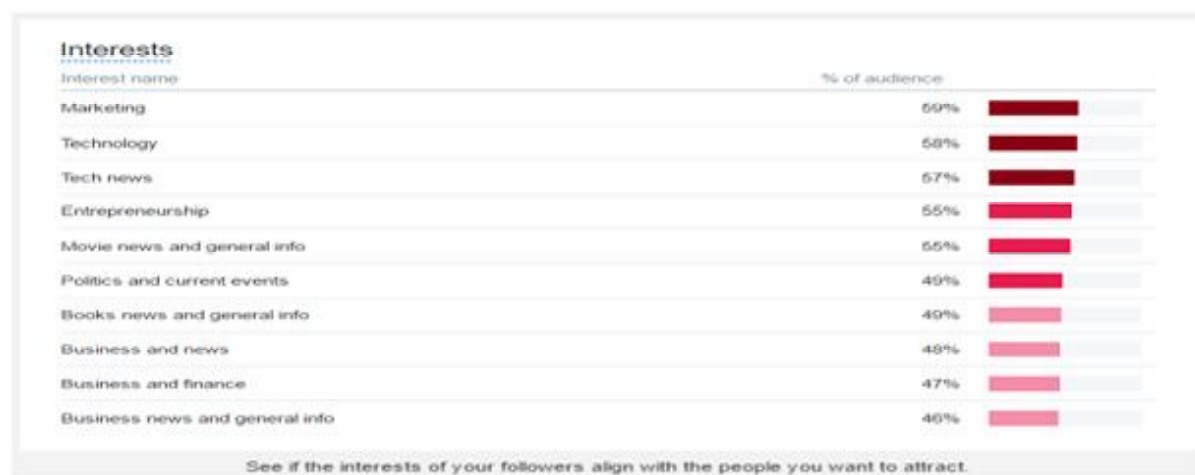 Interests
Interest name % of audience
Marketing 59%
Technology 58%
Tech news 57%
Entrepreneurship 55%
Movie news and general info 55%
Politics and current events 49%
Books news and general info 49%
Business and news 48%
Business and finance 47%
Business news and general info 46%
See if the interests of your followers align with the people you want to attract.